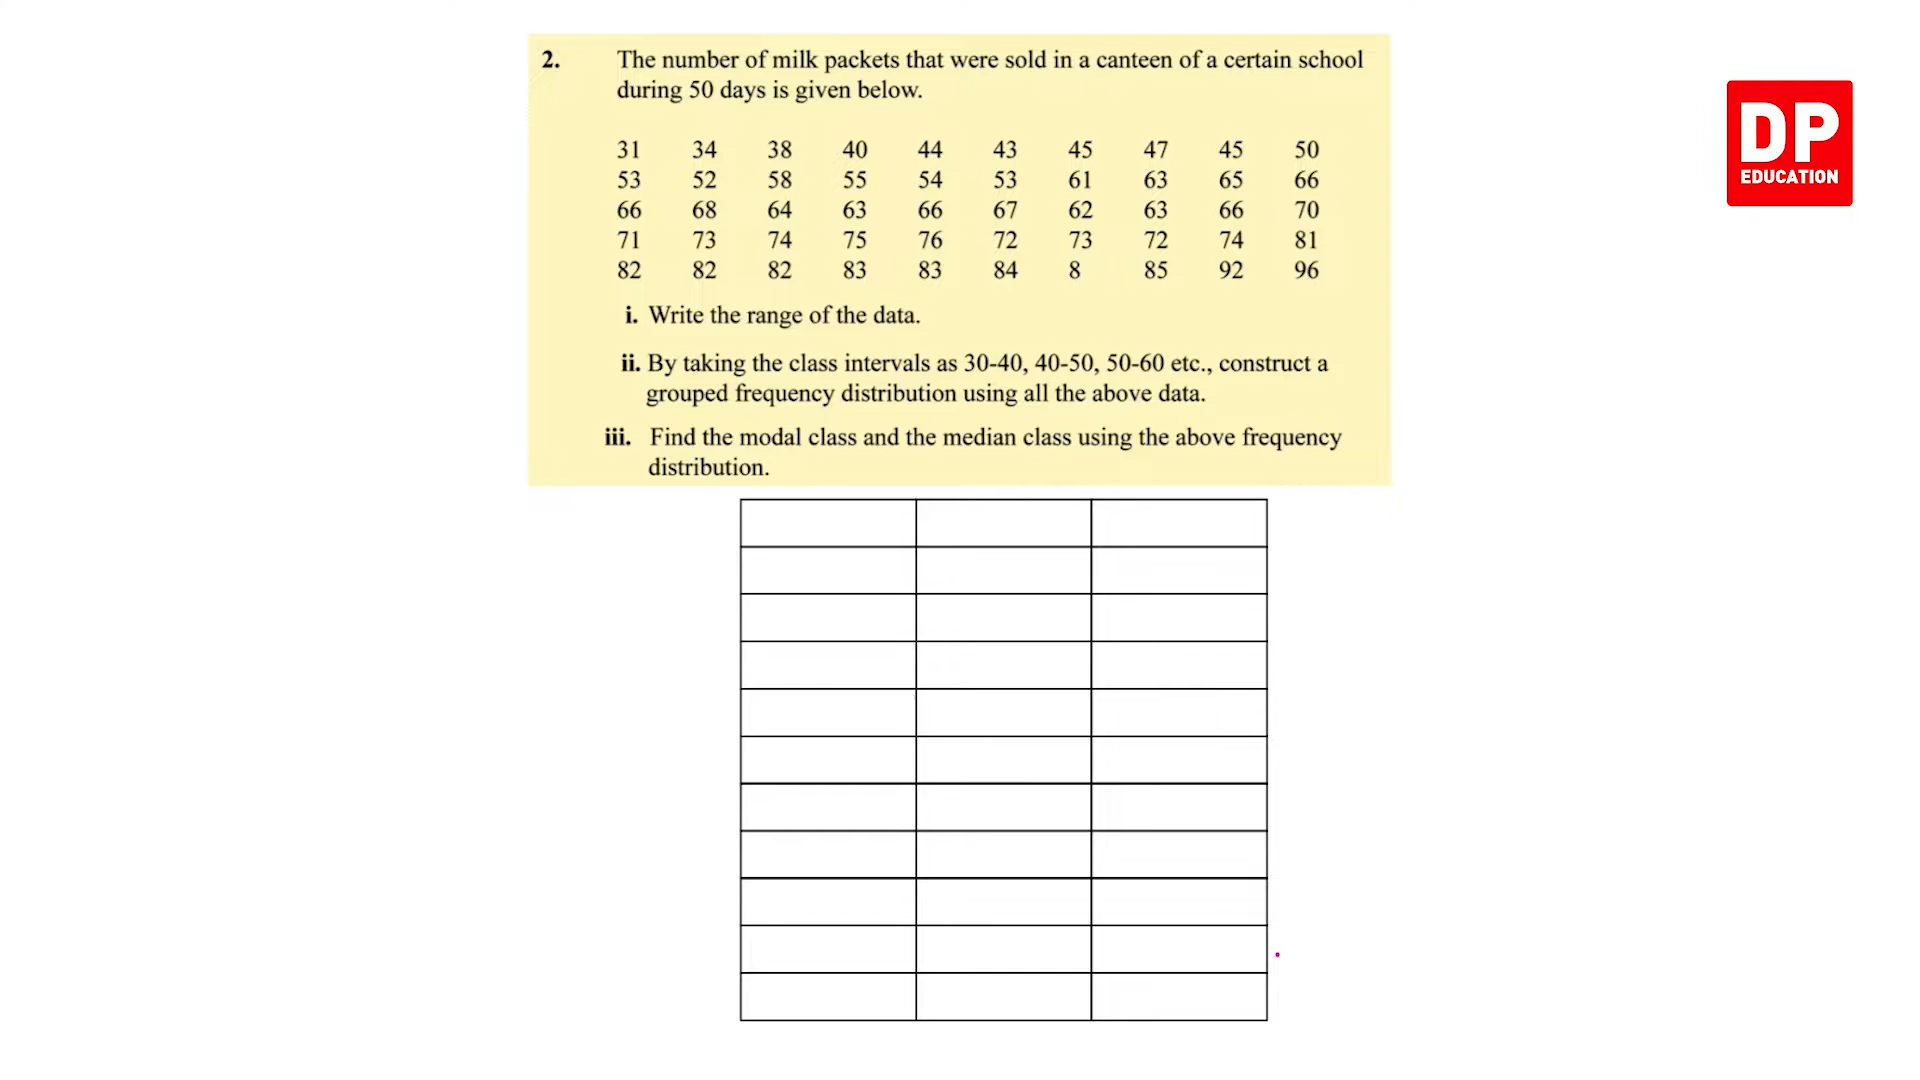 2. The number of milk packets that were sold in a canteen of a certain school
during 50 days is given below.
31 34 38 40 44 43 45 47 45 50
53 52 58 55 54 53 61 63 65 66
66 68 64 63 66 67 62 63 66 70
71 73 74 75 76 72 73 72 74 81
82 82 82 83 83 84 8 85 92 96
i. Write the range of the data.
ii. By taking the class intervals as 30-40, 40-50, 50-60 etc., construct a
grouped frequency distribution using all the above data.
iii. Find the modal class and the median class using the above frequency
distribution.
DP
EDUCATION